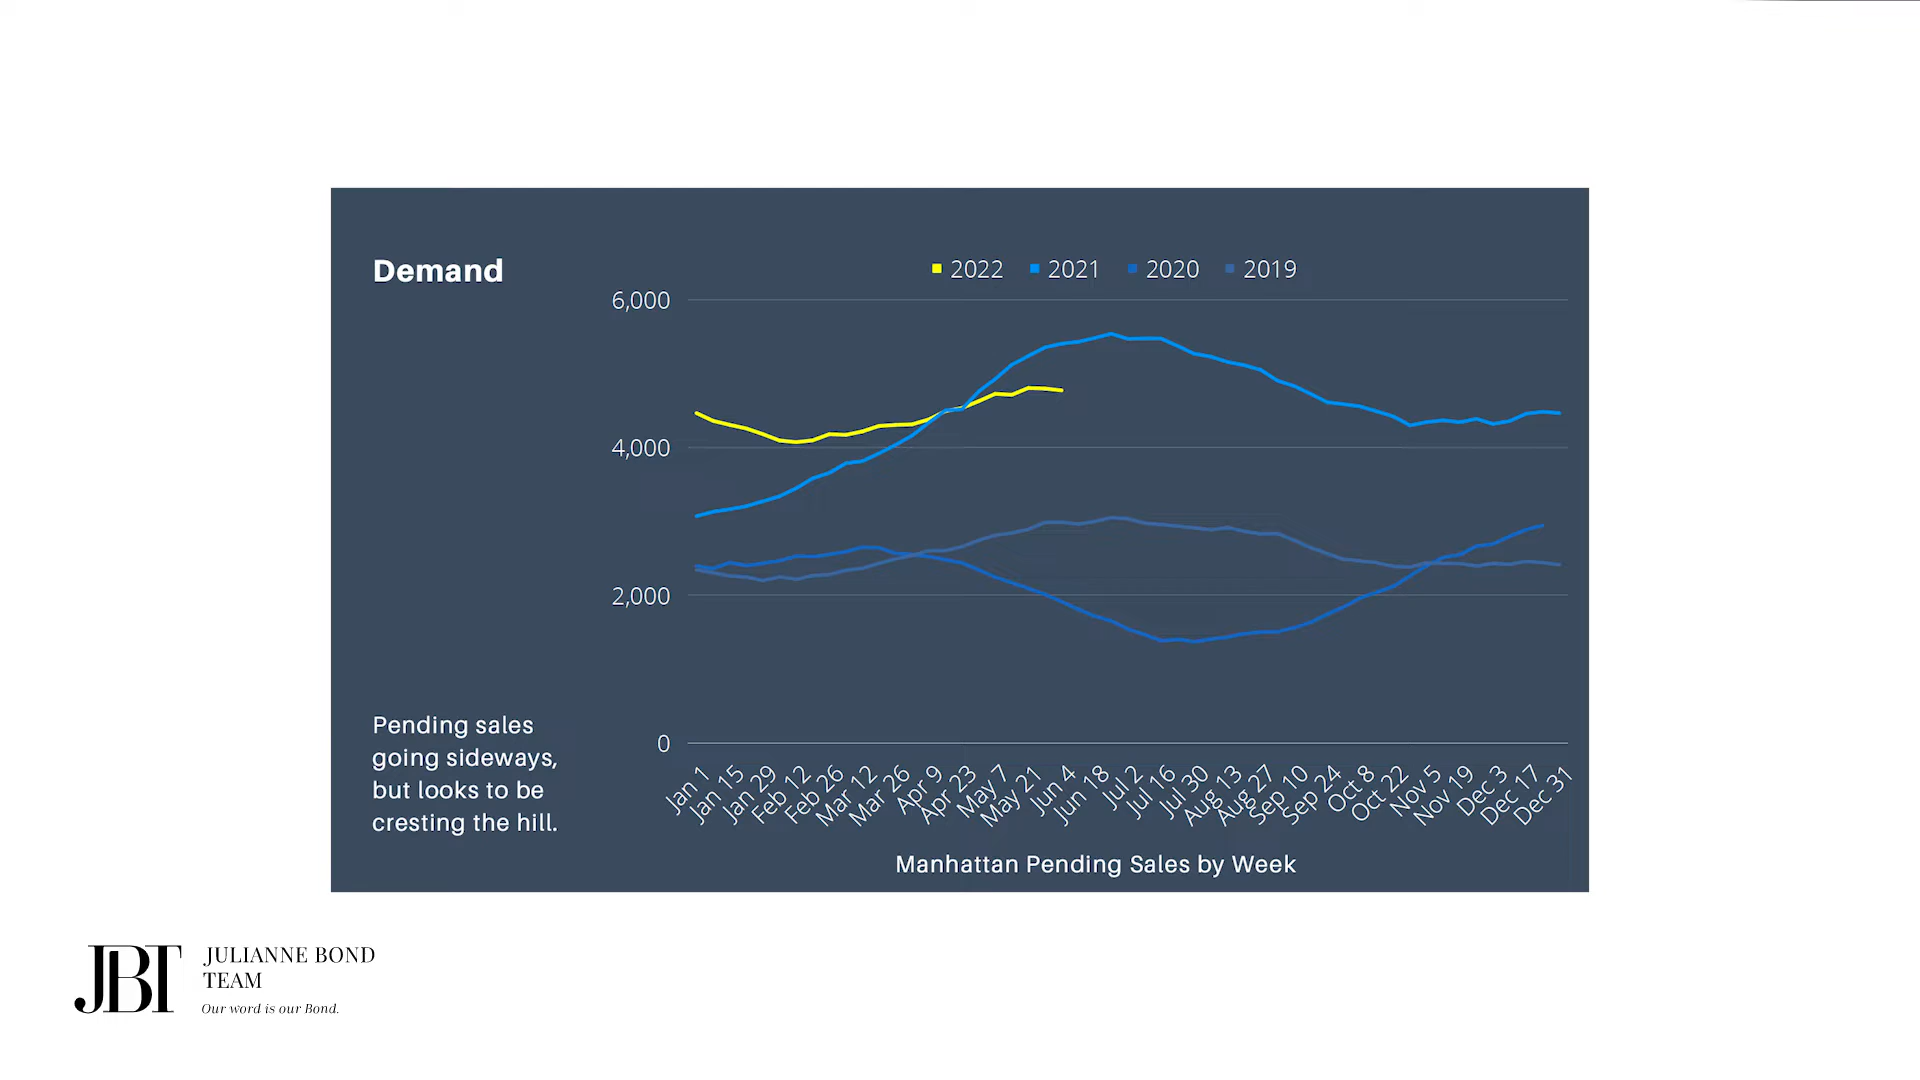 Demand
2022 2021 2020 2019
6,000
4,000
2,000
0
Pending sales
going sideways,
but looks to be
cresting the hill.
Jan 1 Jan 15 Jan 29 Feb 12 Feb 26 Mar 12 Mar 26 Apr 9 Apr 23 May 7 May 21 Jun 4 Jun 18 Jul 2 Jul 16 Jul 30 Aug 13 Aug 27 Sep 10 Sep 24 Oct 8 Oct 22 Nov 5 Nov 19 Dec 3 Dec 17 Dec 31
Manhattan Pending Sales by Week
JBT
JULIANNE BOND
TEAM
Our word is our Bond.